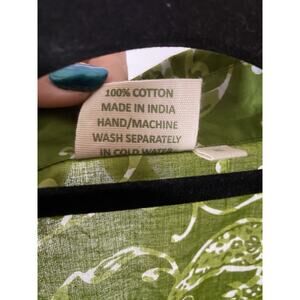 100% COTTON
MADE IN INDIA
HAND/MACHINE
WASH SEPARATELY
IN COLD WATER